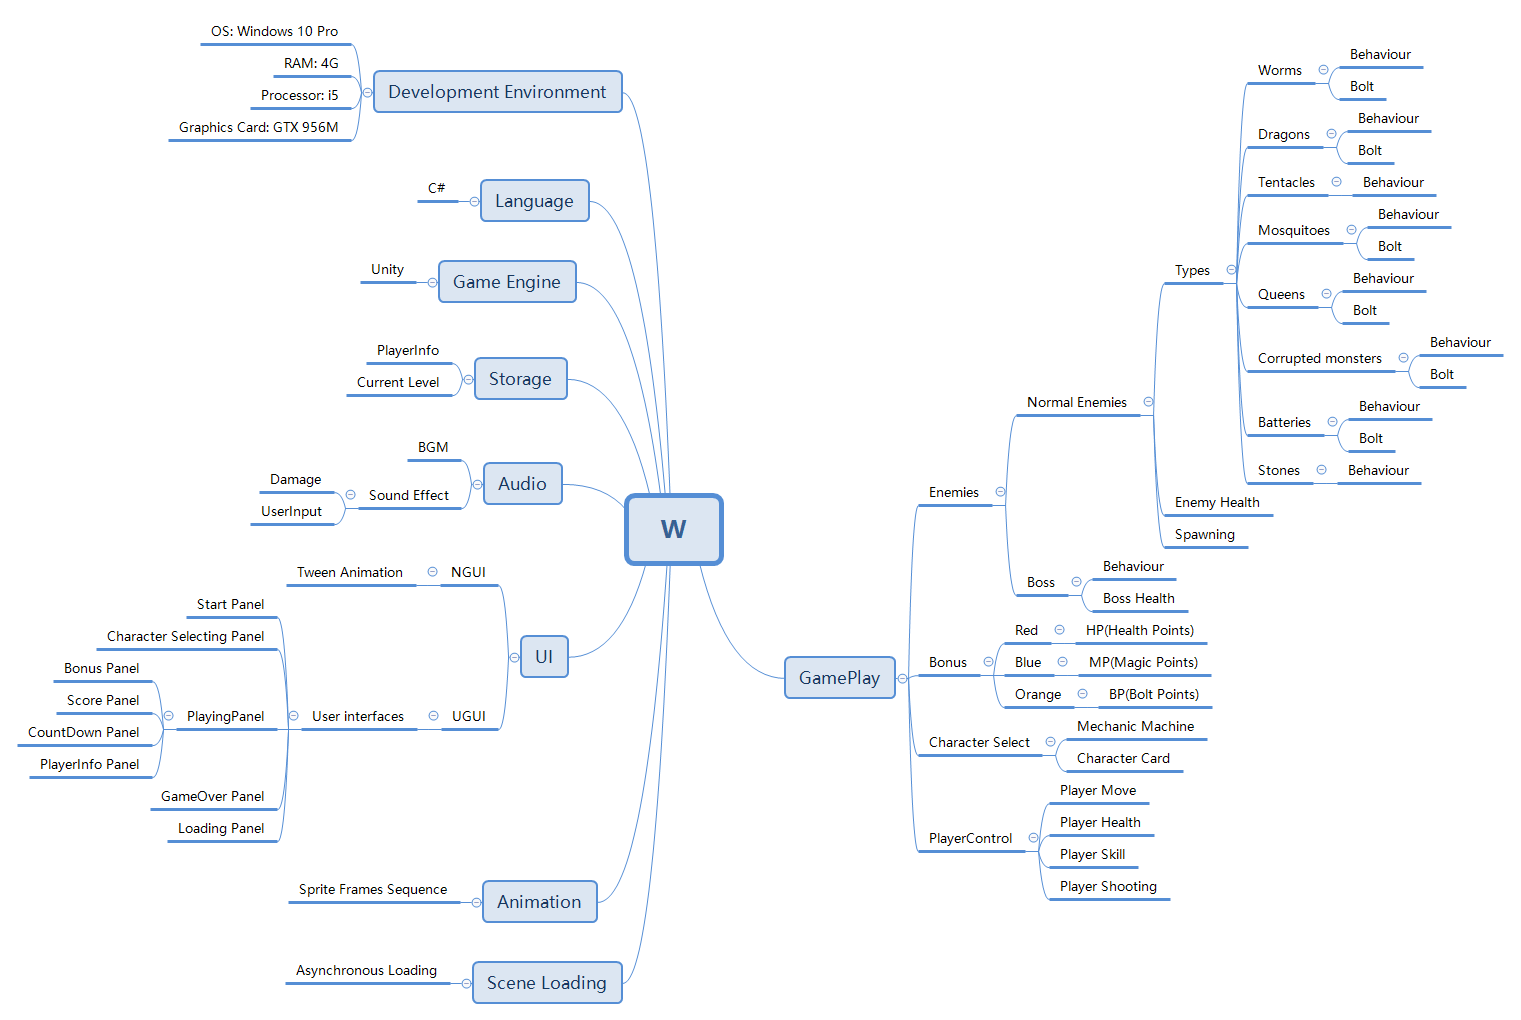 OS: Windows 10 Pro
RAM: 4G
Processor: i5
Graphics Card: GTX 956M
Development Environment
C#
Language
Unity
Game Engine
PlayerInfo
Current Level
Storage
BGM
Damage
UserInput
Sound Effect
Audio
Tween Animation
NGUI
Start Panel
Character Selecting Panel
Bonus Panel
Score Panel
CountDown Panel
PlayerInfo Panel
PlayingPanel
GameOver Panel
Loading Panel
User interfaces
UGUI
UI
Sprite Frames Sequence
Animation
Asynchronous Loading
Scene Loading
W
GamePlay
Enemies
Normal Enemies
Types
Worms
Behaviour
Bolt
Dragons
Behaviour
Bolt
Tentacles
Behaviour
Mosquitoes
Behaviour
Bolt
Queens
Behaviour
Bolt
Corrupted monsters
Behaviour
Bolt
Batteries
Behaviour
Bolt
Stones
Behaviour
Enemy Health
Spawning
Boss
Behaviour
Boss Health
Bonus
Red
HP(Health Points)
Blue
MP(Magic Points)
Orange
BP(Bolt Points)
Character Select
Mechanic Machine
Character Card
PlayerControl
Player Move
Player Health
Player Skill
Player Shooting